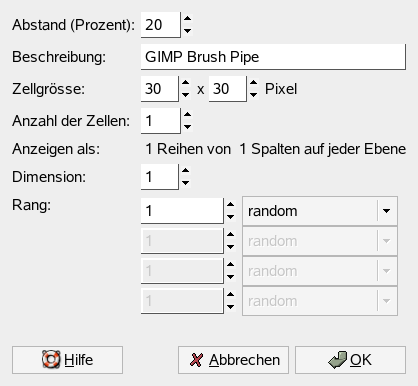 Abstand (Prozent): 20
Beschreibung: GIMP Brush Pipe
Zellgrösse: 30 x 30 Pixel
Anzahl der Zellen: 1
Anzeigen als: 1 Reihen von 1 Spalten auf jeder Ebene
Dimension: 1
Rang: 1 random
1 random
1 random
1 random
Hilfe Abbrechen OK